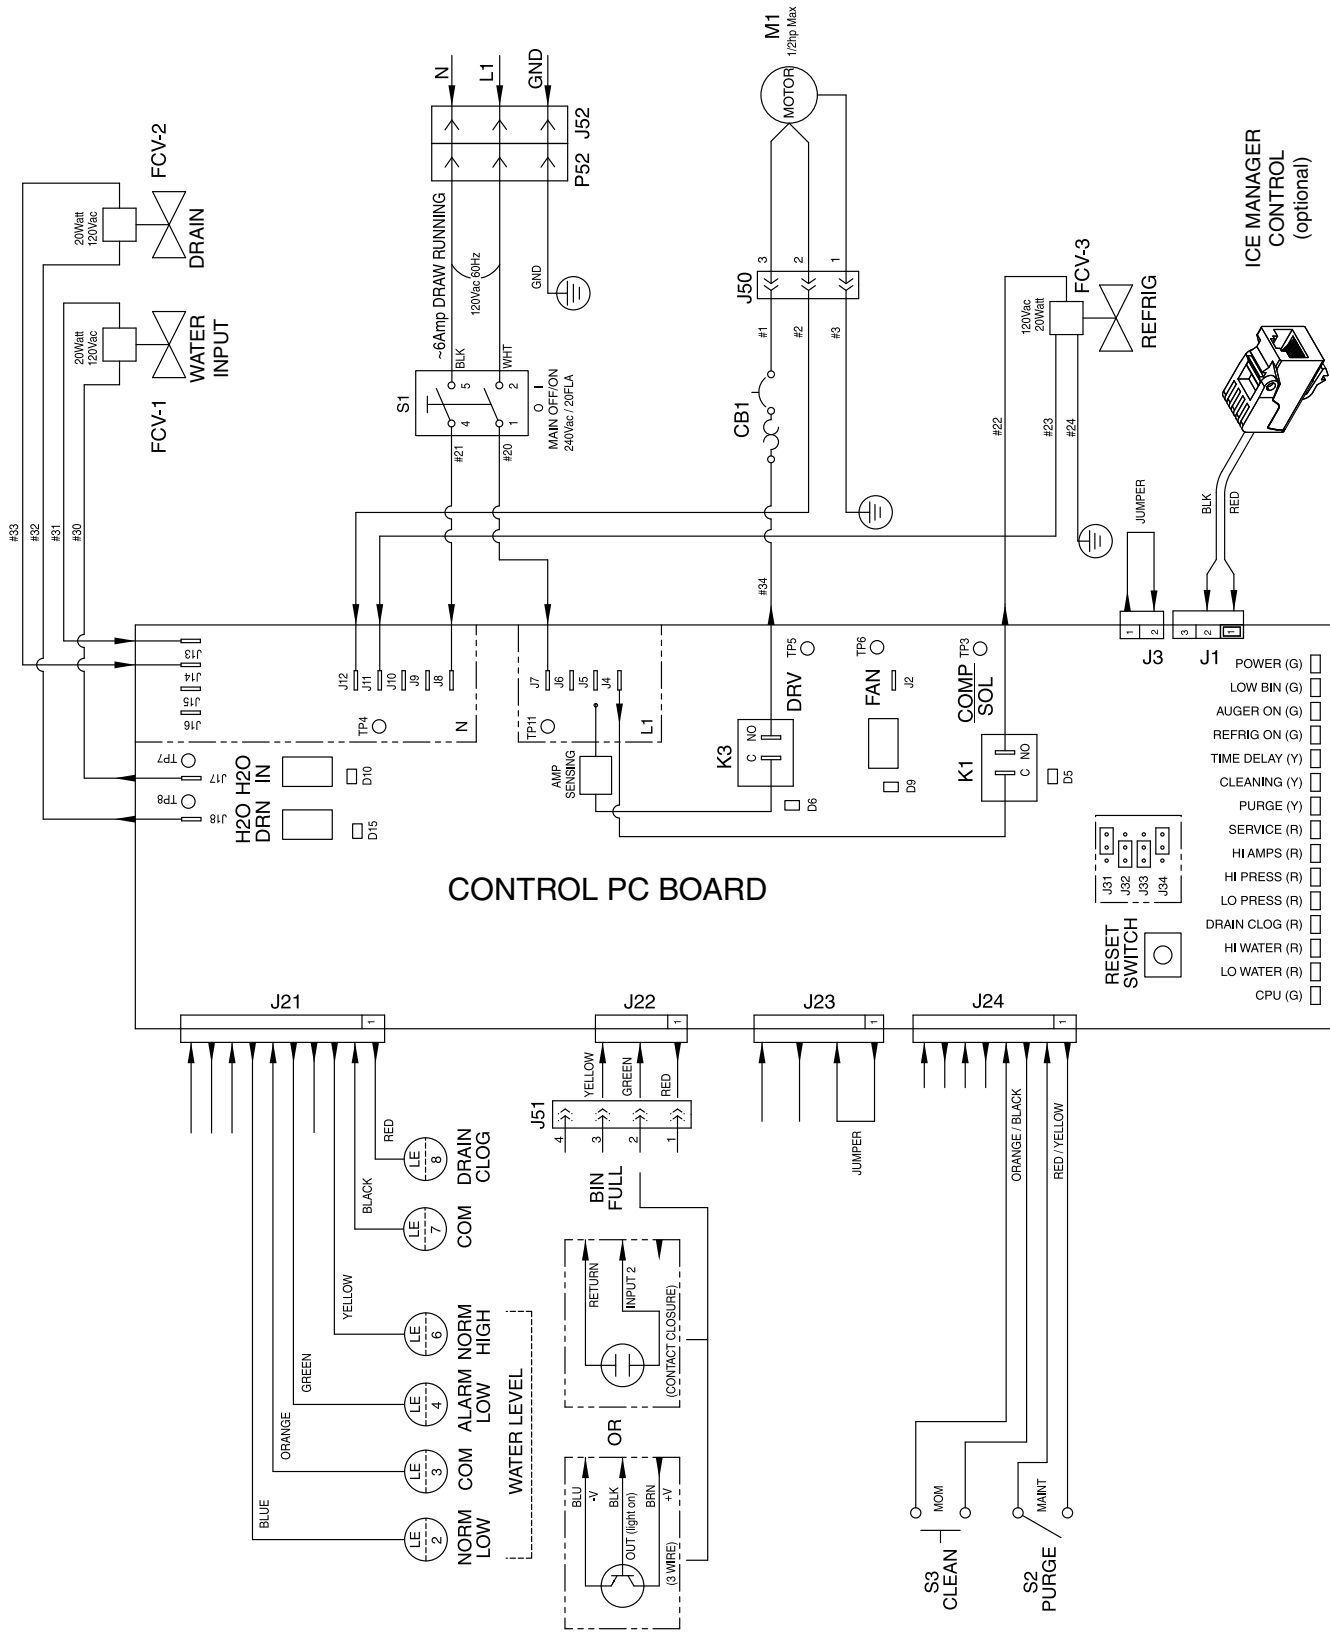 #33
#32
#31
#30
20Watt
120Vac
FCV-2
DRAIN
20Watt
120Vac
FCV-1
WATER
INPUT
N
L1
GND
J52
P52
~6Amp DRAW RUNNING
120Vac 60Hz
GND
BLK
WHT
S1
5
4
2
1
O I
MAIN OFF/ON
240Vac / 20FLA
#21
#20
M1
1/2hp Max
MOTOR
J50
3
2
1
#1
#2
#3
CB1
#34
FCV-3
120Vac
20Watt
REFRIG
#22
#23
#24
ICE MANAGER
CONTROL
(optional)
JUMPER
BLK
RED
1
2
J3
3
2
1
J1
J13
J14
J15
J16
TP7
J17
H2O
IN
D10
TP8
J18
H2O
DRN
D15
J12
J11
J10
J9
J8
TP4
N
J7
J6
J5
J4
TP11
L1
AMP
SENSING
TP5
DRV
K3
C NO
D6
TP6
FAN
J2
D9
TP3
COMP
SOL
K1
C NO
D5
CONTROL PC BOARD
J31
J32
J33
J34
RESET
SWITCH
POWER (G)
LOW BIN (G)
AUGER ON (G)
REFRIG ON (G)
TIME DELAY (Y)
CLEANING (Y)
PURGE (Y)
SERVICE (R)
HI AMPS (R)
HI PRESS (R)
LO PRESS (R)
DRAIN CLOG (R)
HI WATER (R)
LO WATER (R)
CPU (G)
J21
1
J22
1
J23
1
J24
1
RED
BLACK
YELLOW
GREEN
ORANGE
BLUE
LE
8
DRAIN
CLOG
LE
7
COM
LE
6
NORM
HIGH
LE
4
ALARM
LOW
LE
3
COM
LE
2
NORM
LOW
WATER LEVEL
YELLOW
GREEN
RED
J51
4
3
2
1
BIN
FULL
RETURN
INPUT 2
(CONTACT CLOSURE)
OR
BLU
-V
BLK
OUT (light on)
BRN
+V
(3 WIRE)
JUMPER
ORANGE / BLACK
RED / YELLOW
MOM
S3
CLEAN
MAINT
S2
PURGE